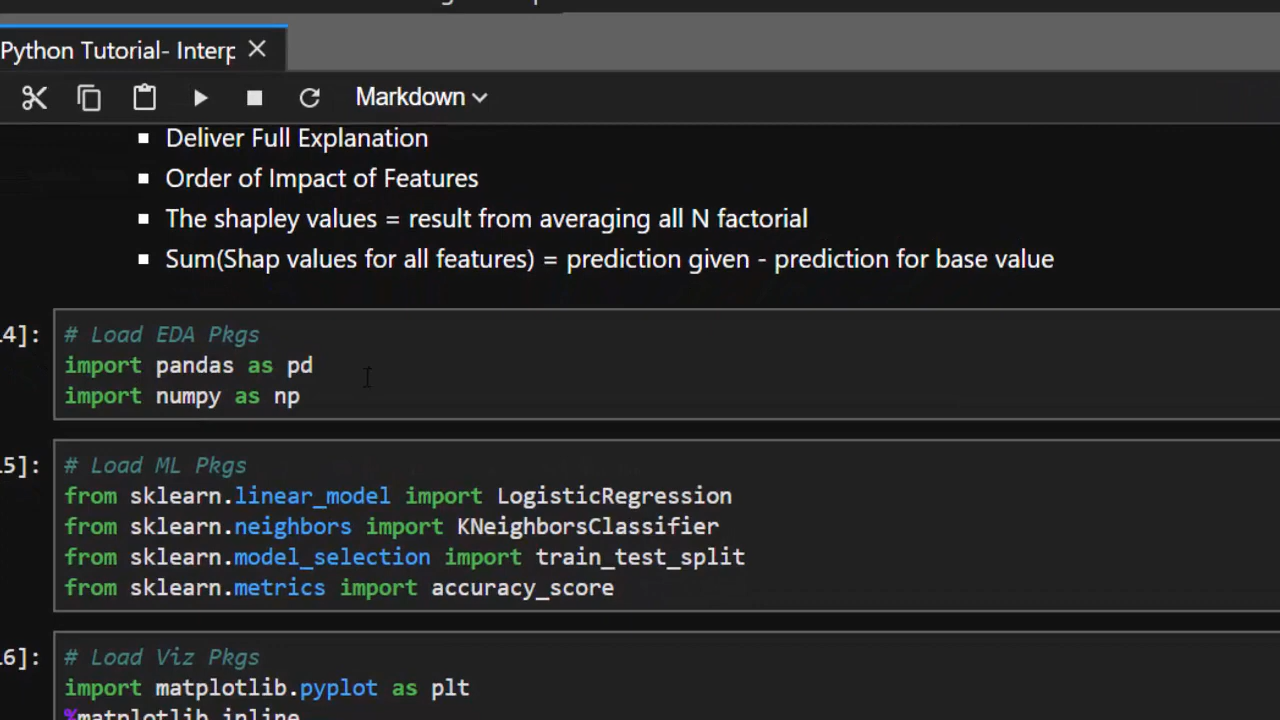 Python Tutorial- Interp
Markdown
Deliver Full Explanation
Order of Impact of Features
The shapley values = result from averaging all N factorial
Sum(Shap values for all features) = prediction given - prediction for base value
4]:
# Load EDA Pkgs
import pandas as pd
import numpy as np
5]:
# Load ML Pkgs
from sklearn.linear_model import LogisticRegression
from sklearn.neighbors import KNeighborsClassifier
from sklearn.model_selection import train_test_split
from sklearn.metrics import accuracy_score
6]:
# Load Viz Pkgs
import matplotlib.pyplot as plt
%matplotlib inline